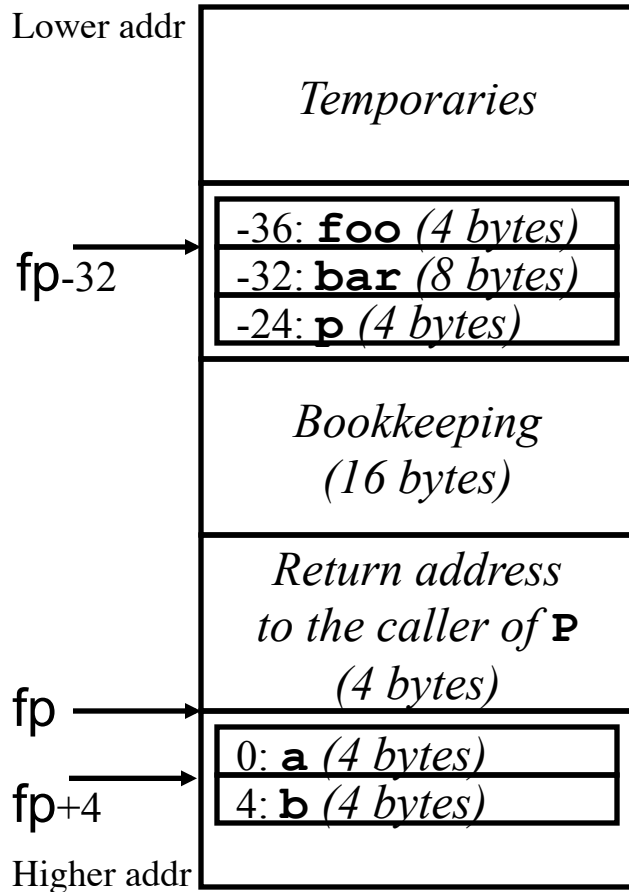 Lower addr
Temporaries
-36: foo (4 bytes)
fp-32
-32: bar (8 bytes)
-24: p (4 bytes)
Bookkeeping
(16 bytes)
Return address
to the caller of P
(4 bytes)
fp
0: a (4 bytes)
fp+4
4: b (4 bytes)
Higher addr